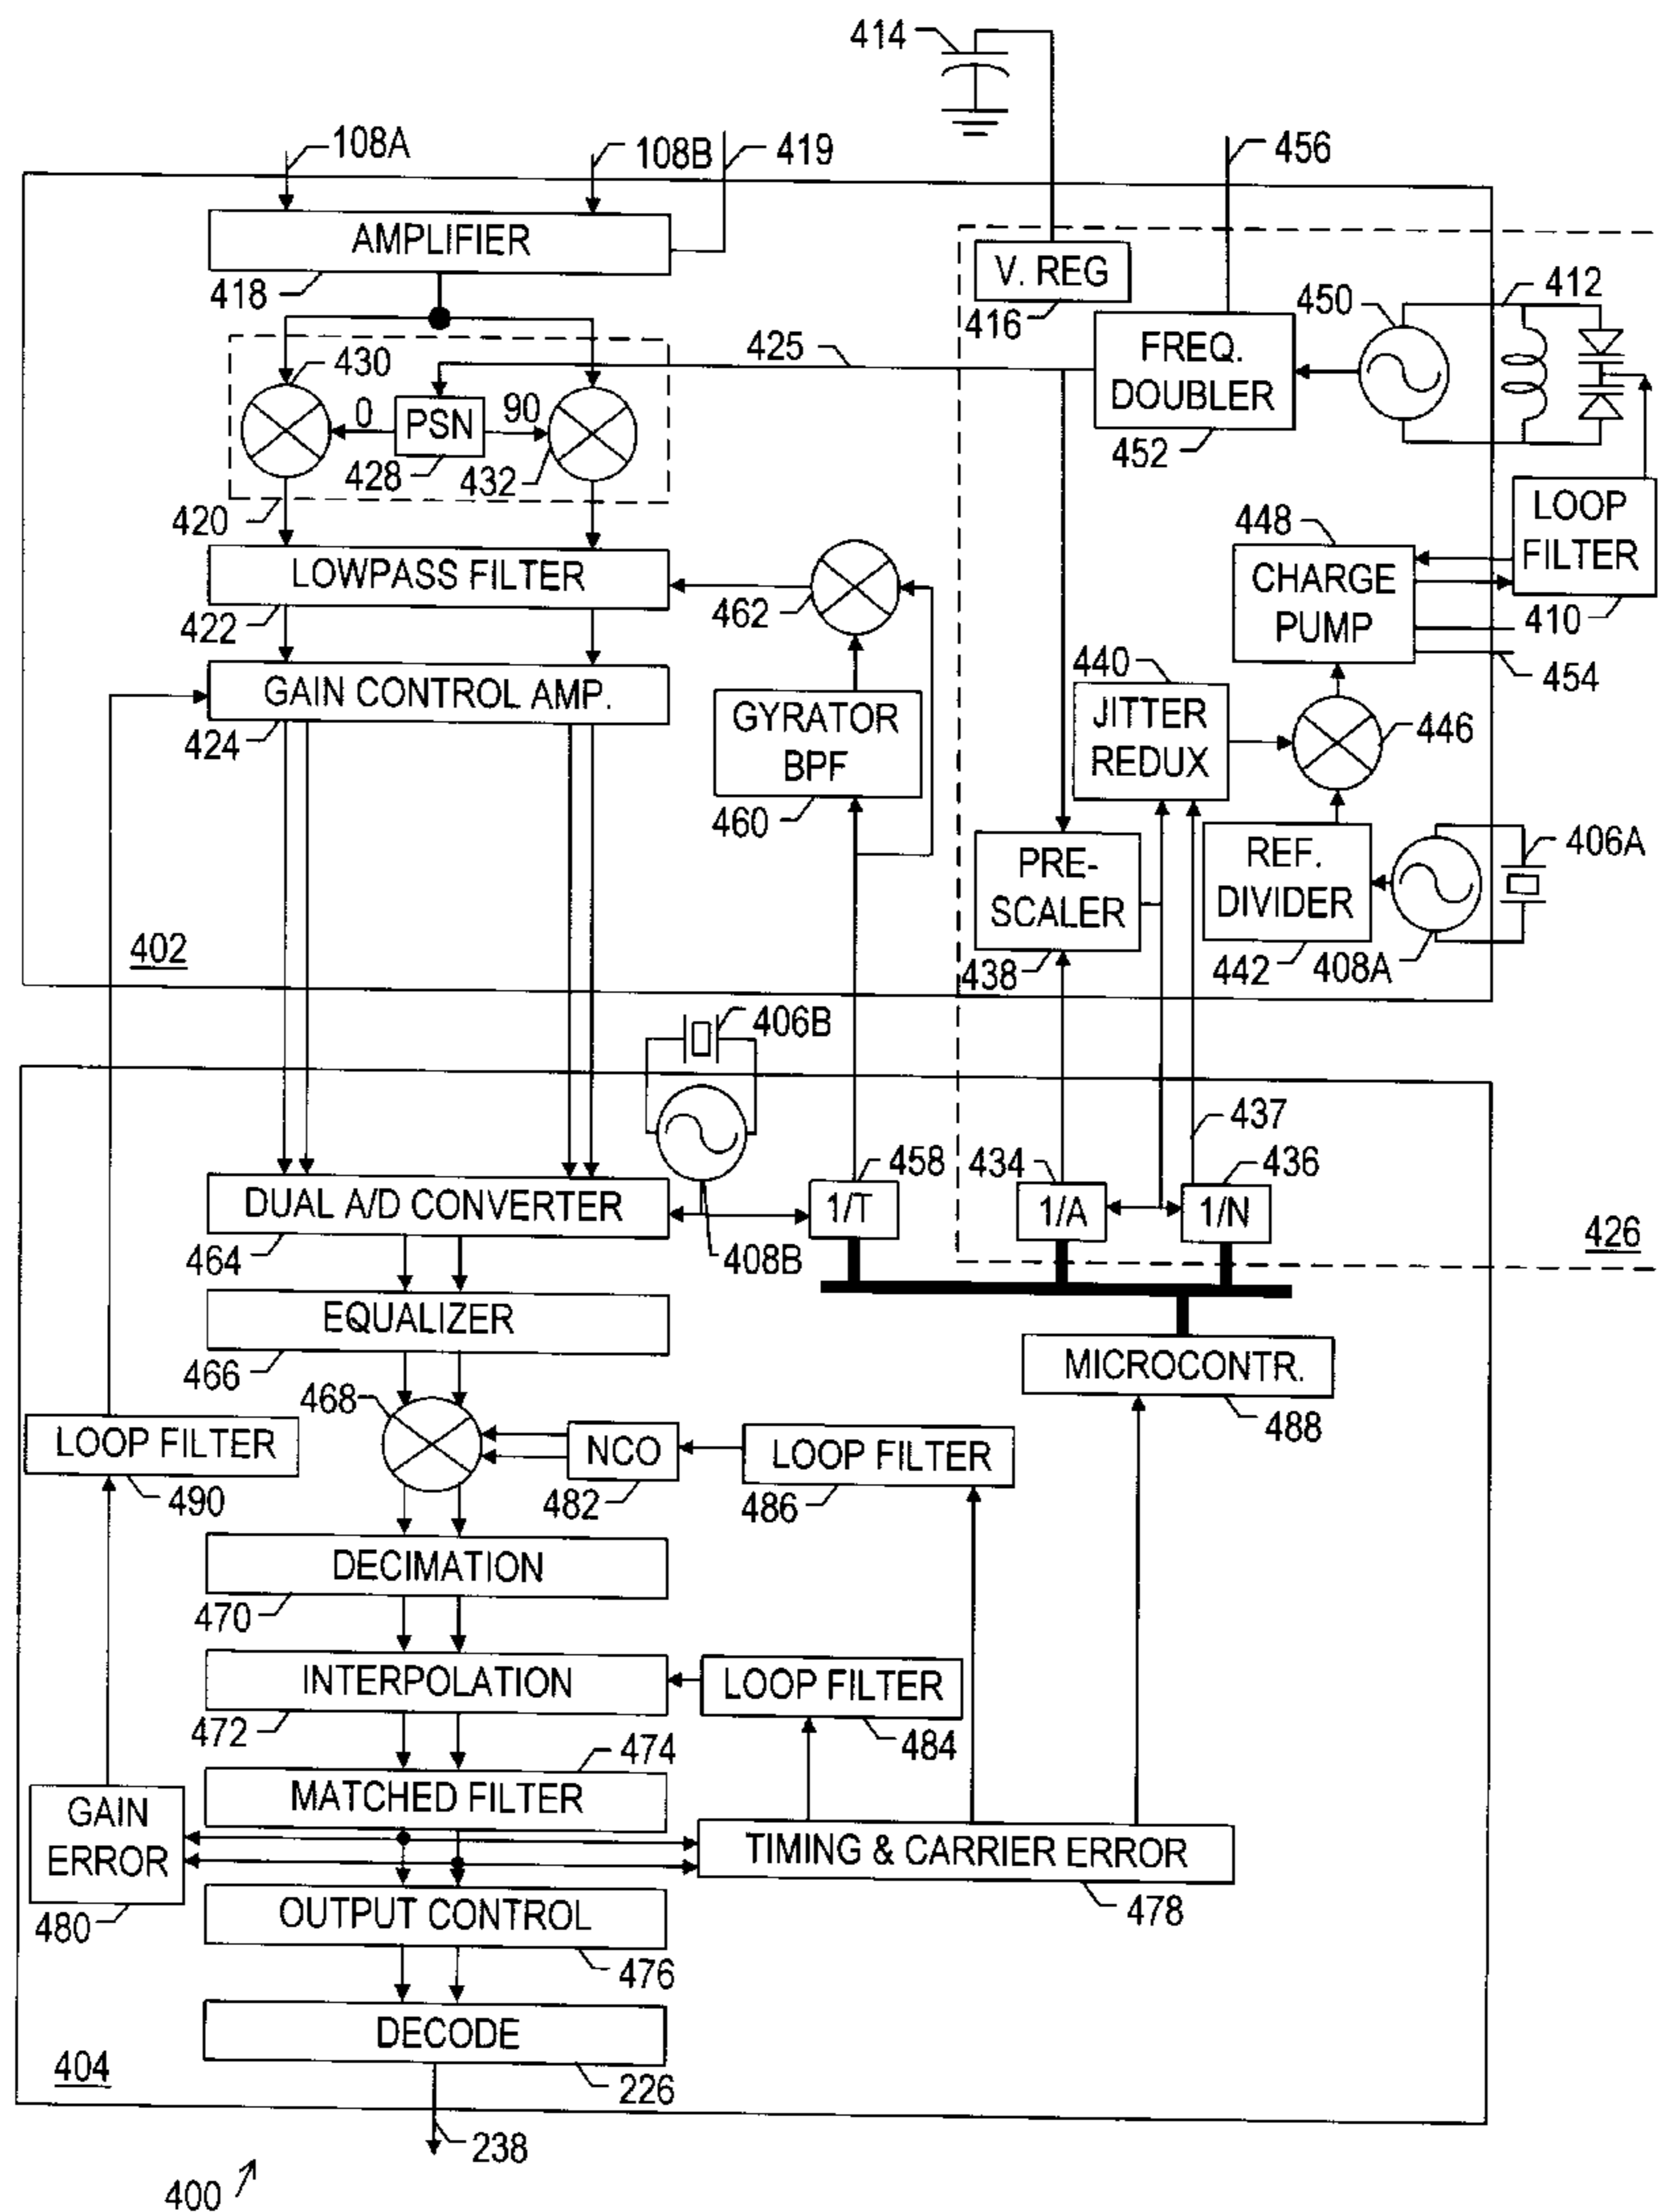 414
108A
108B
419
456
AMPLIFIER
418
V. REG
416
450
412
430
0
PSN
90
428
432
420
425
FREQ.
DOUBLER
452
LOWPASS FILTER
422
462
448
CHARGE
PUMP
LOOP
FILTER
410
454
GAIN CONTROL AMP.
424
GYRATOR
BPF
460
440
JITTER
REDUX
446
PRE-
SCALER
438
REF.
DIVIDER
442
408A
406A
402
406B
437
DUAL A/D CONVERTER
464
408B
458
1/T
434
1/A
436
1/N
426
EQUALIZER
466
MICROCONTR.
488
468
NCO
482
LOOP FILTER
486
LOOP FILTER
490
DECIMATION
470
INTERPOLATION
472
LOOP FILTER
484
474
MATCHED FILTER
GAIN
ERROR
480
TIMING & CARRIER ERROR
478
OUTPUT CONTROL
476
DECODE
226
404
238
400